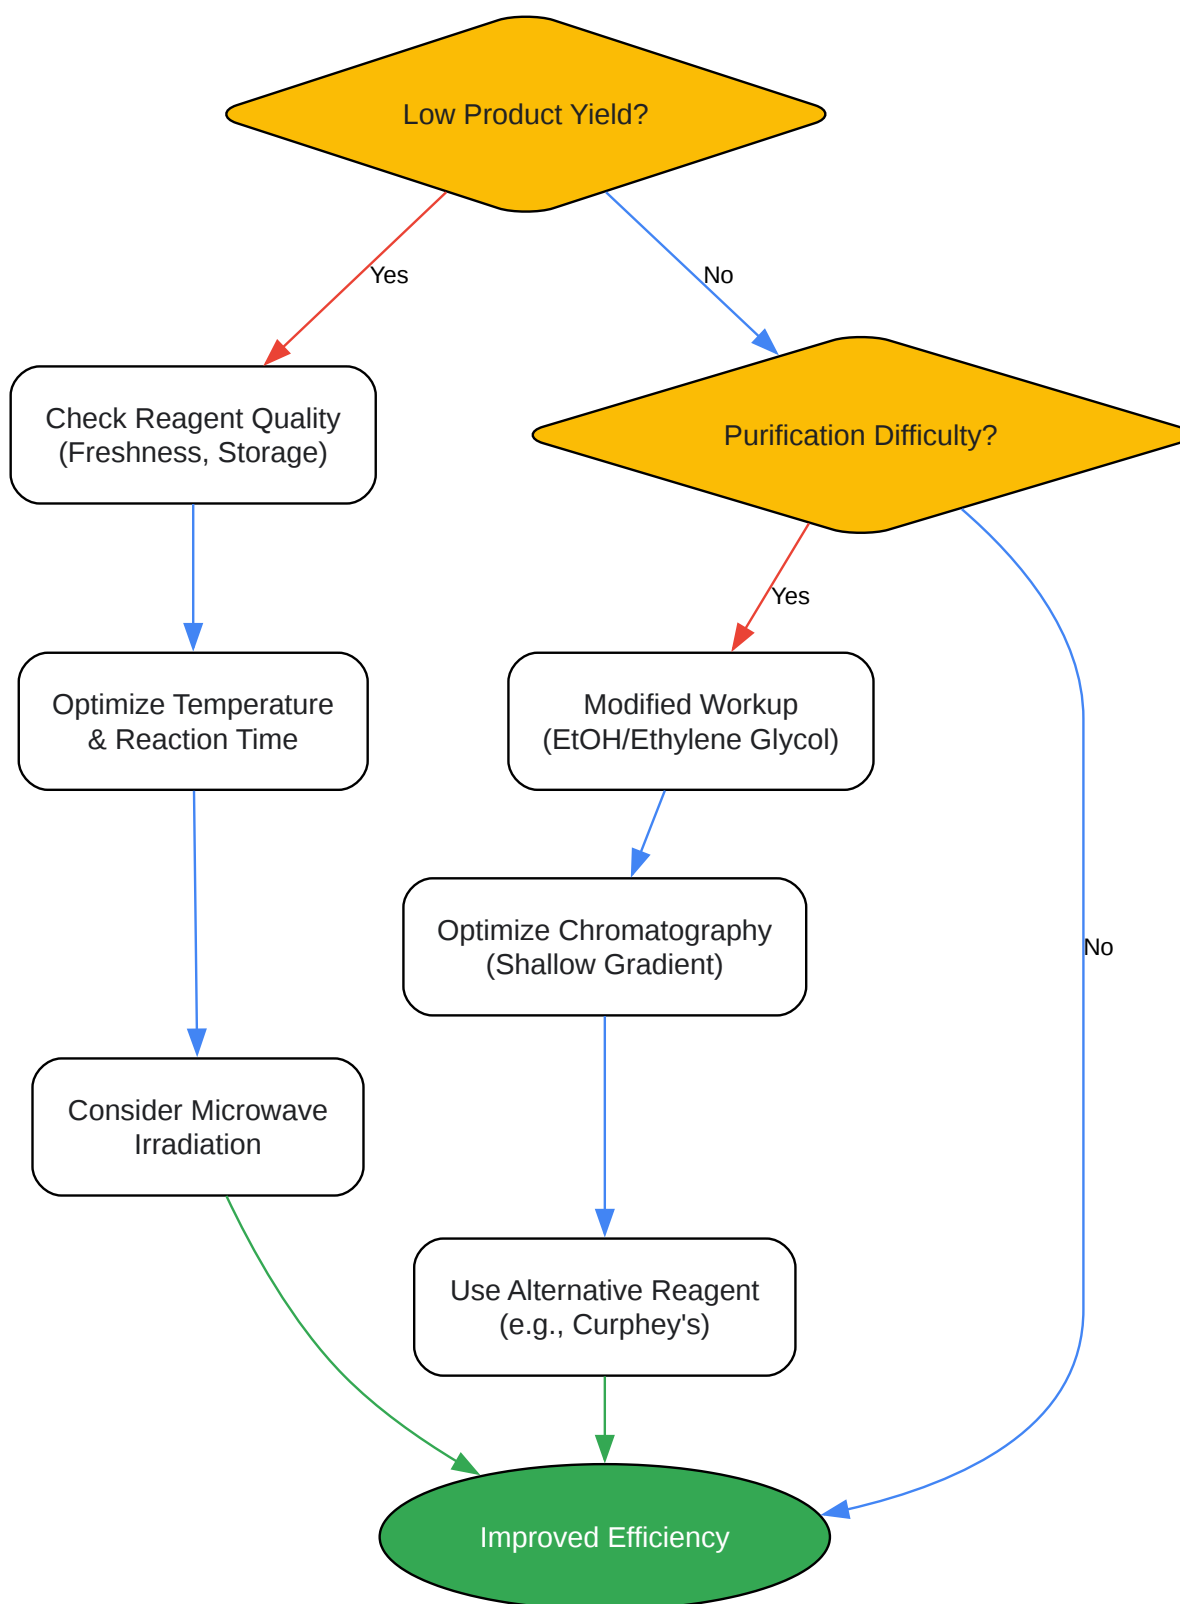 Low Product Yield?
Yes
No
Check Reagent Quality
(Freshness, Storage)
Purification Difficulty?
Yes
Optimize Temperature
& Reaction Time
Modified Workup
(EtOH/Ethylene Glycol)
Optimize Chromatography
(Shallow Gradient)
No
Consider Microwave
Irradiation
Use Alternative Reagent
(e.g., Curphey's)
Improved Efficiency